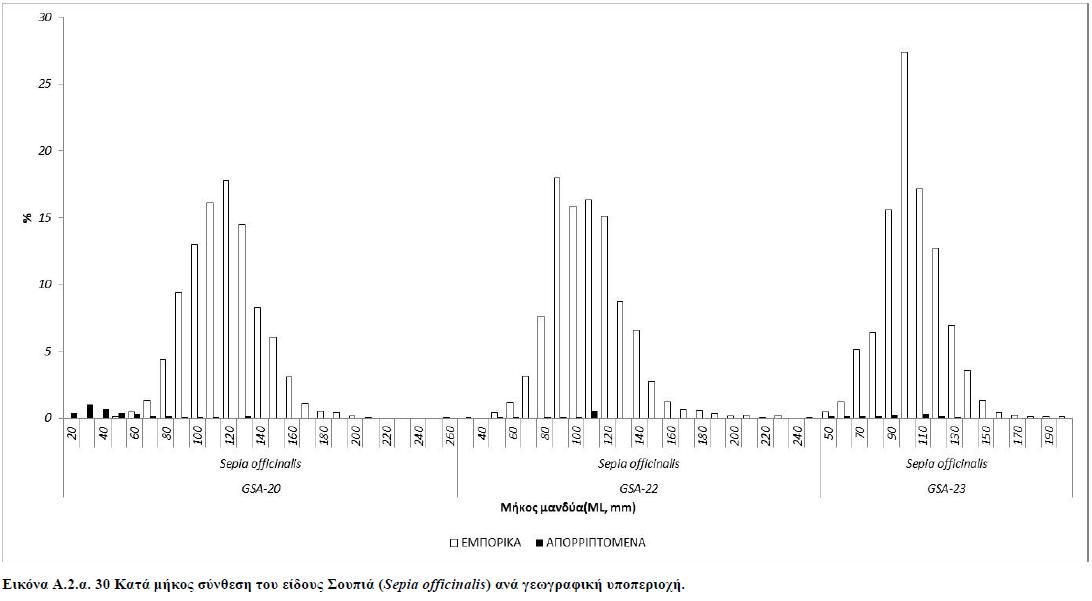 30
25
20
15
10
5
0
%
20 40 60 80 100 120 140 160 180 200 220 240 260 40 60 80 100 120 140 160 180 200 220 240 50 70 90 110 130 150 170 190
Sepia officinalis Sepia officinalis Sepia officinalis
GSA-20 GSA-22 GSA-23
Μήκος μανδύα(ML, mm)
ΕΜΠΟΡΙΚΑ ΑΠΟΡΡΙΠΤΟΜΕΝΑ
Εικόνα Α.2.α. 30 Κατά μήκος σύνθεση του είδους Σουπιά (Sepia officinalis) ανά γεωγραφική υποπεριοχή.